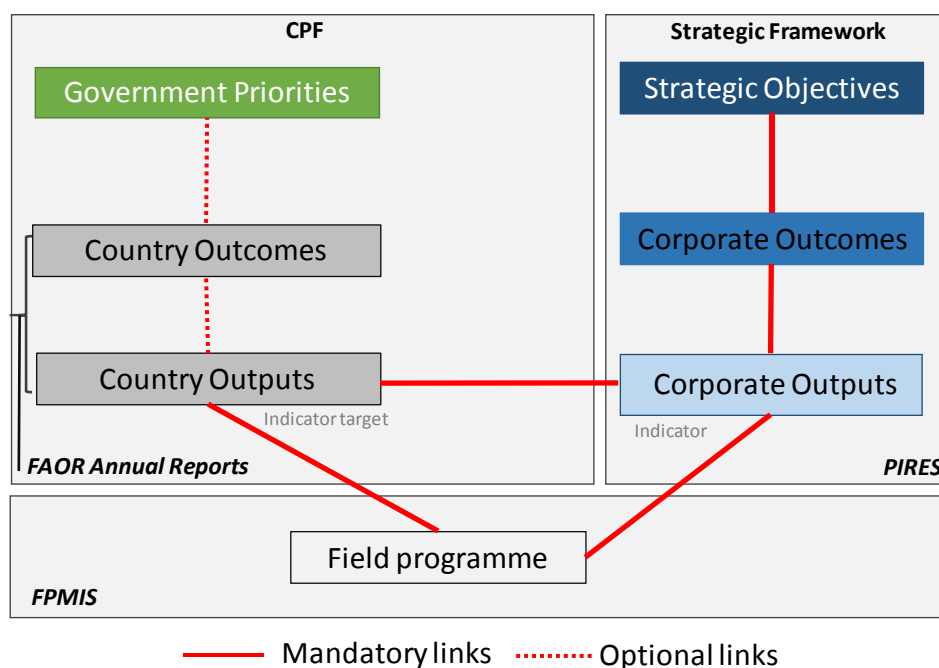 CPF
Government Priorities
Country Outcomes
Country Outputs
Indicator target
FAOR Annual Reports
Strategic Framework
Strategic Objectives
Corporate Outcomes
Corporate Outputs
Indicator
PIRES
Field programme
FPMIS
Mandatory links
Optional links